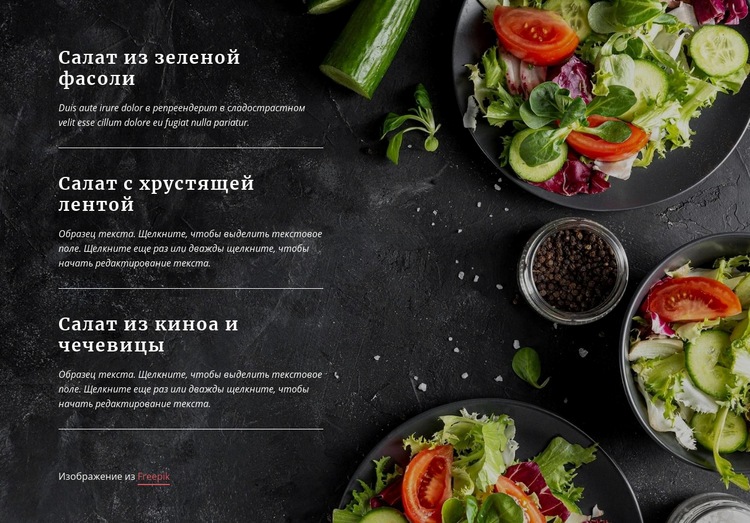 Салат из зеленой
фасоли
Duis aute irure dolor в репреендерит в сладострастном
velit esse cillum dolore eu fugiat nulla pariatur.
Салат с хрустящей
лентой
Образец текста. Щелкните, чтобы выделить текстовое
поле. Щелкните еще раз или дважды щелкните, чтобы
начать редактирование текста.
Салат из киноа и
чечевицы
Образец текста. Щелкните, чтобы выделить текстовое
поле. Щелкните еще раз или дважды щелкните, чтобы
начать редактирование текста.
Изображение из Freepik